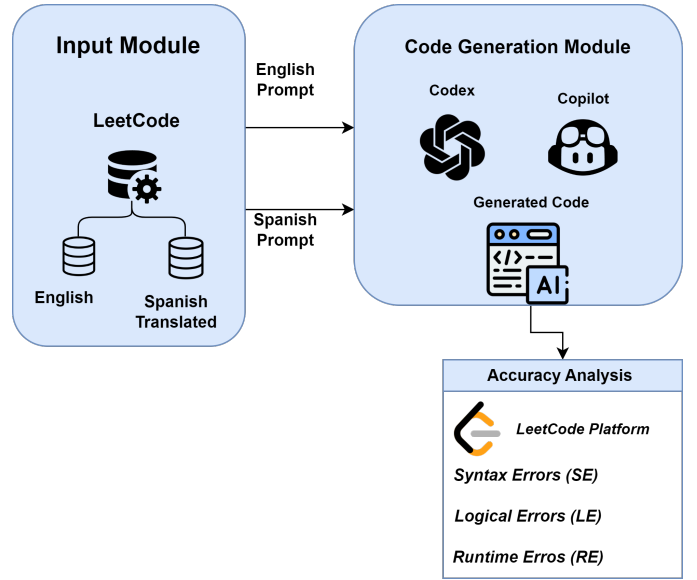 Input Module
LeetCode
English
Spanish
Translated
English
Prompt
Spanish
Prompt
Code Generation Module
Codex
Copilot
Generated Code
</>
AI
Accuracy Analysis
LeetCode Platform
Syntax Errors (SE)
Logical Errors (LE)
Runtime Erros (RE)